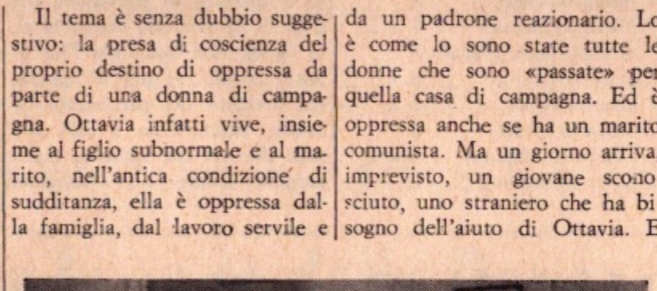 Il tema è senza dubbio sugge-
stivo: la presa di coscienza del
proprio destino di oppressa da
parte di una donna di campa-
gna. Ottavia infatti vive, insie-
me al figlio subnormale e al ma-
rito, nell'antica condizione di
sudditanza, ella è oppressa dal-
la famiglia, dal lavoro servile e
da un padrone reazionario. Lo
è come lo sono state tutte le
donne che sono «passate» per
quella casa di campagna. Ed è
oppressa anche se ha un marito
comunista. Ma un giorno arriva,
imprevisto, un giovane scono-
sciuto, uno straniero che ha bi
sogno dell'aiuto di Ottavia. E